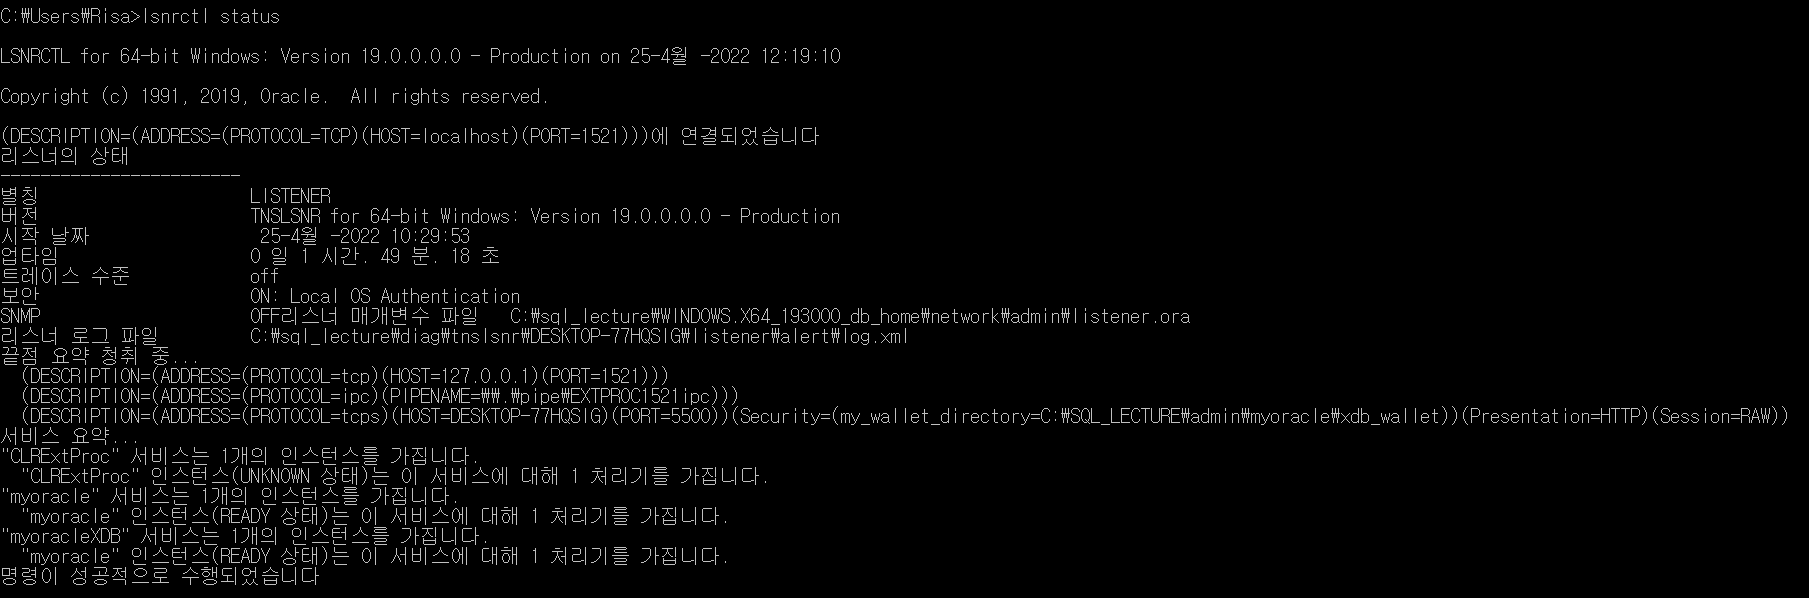 C:\Users\Risa>lsnrctl status
LSNRCTL for 64-bit Windows: Version 19.0.0.0.0 - Production on 25-4월 -2022 12:19:10
Copyright (c) 1991, 2019, Oracle.  All rights reserved.
(DESCRIPTION=(ADDRESS=(PROTOCOL=TCP)(HOST=localhost)(PORT=1521)))에 연결되었습니다
리스너의 상태
------------------------
별칭                     LISTENER
버전                     TNSLSNR for 64-bit Windows: Version 19.0.0.0.0 - Production
시작 날짜                 25-4월 -2022 10:29:53
업타임                   0 일 1 시간. 49 분. 18 초
트레이스 수준            off
보안                     ON: Local OS Authentication
SNMP                     OFF리스너 매개변수 파일   C:\sql_lecture\WINDOWS.X64_193000_db_home\network\admin\listener.ora
리스너 로그 파일         C:\sql_lecture\diag\tnslsnr\DESKTOP-77HQSIG\listener\alert\log.xml
끝점 요약 청취 중...
  (DESCRIPTION=(ADDRESS=(PROTOCOL=tcp)(HOST=127.0.0.1)(PORT=1521)))
  (DESCRIPTION=(ADDRESS=(PROTOCOL=ipc)(PIPENAME=\\.\pipe\EXTPROC1521ipc)))
  (DESCRIPTION=(ADDRESS=(PROTOCOL=tcps)(HOST=DESKTOP-77HQSIG)(PORT=5500))(Security=(my_wallet_directory=C:\SQL_LECTURE\admin\myoracle\xdb_wallet))(Presentation=HTTP)(Session=RAW))
서비스 요약...
"CLRExtProc" 서비스는 1개의 인스턴스를 가집니다.
  "CLRExtProc" 인스턴스(UNKNOWN 상태)는 이 서비스에 대해 1 처리기를 가집니다.
"myoracle" 서비스는 1개의 인스턴스를 가집니다.
  "myoracle" 인스턴스(READY 상태)는 이 서비스에 대해 1 처리기를 가집니다.
"myoracleXDB" 서비스는 1개의 인스턴스를 가집니다.
  "myoracle" 인스턴스(READY 상태)는 이 서비스에 대해 1 처리기를 가집니다.
명령이 성공적으로 수행되었습니다